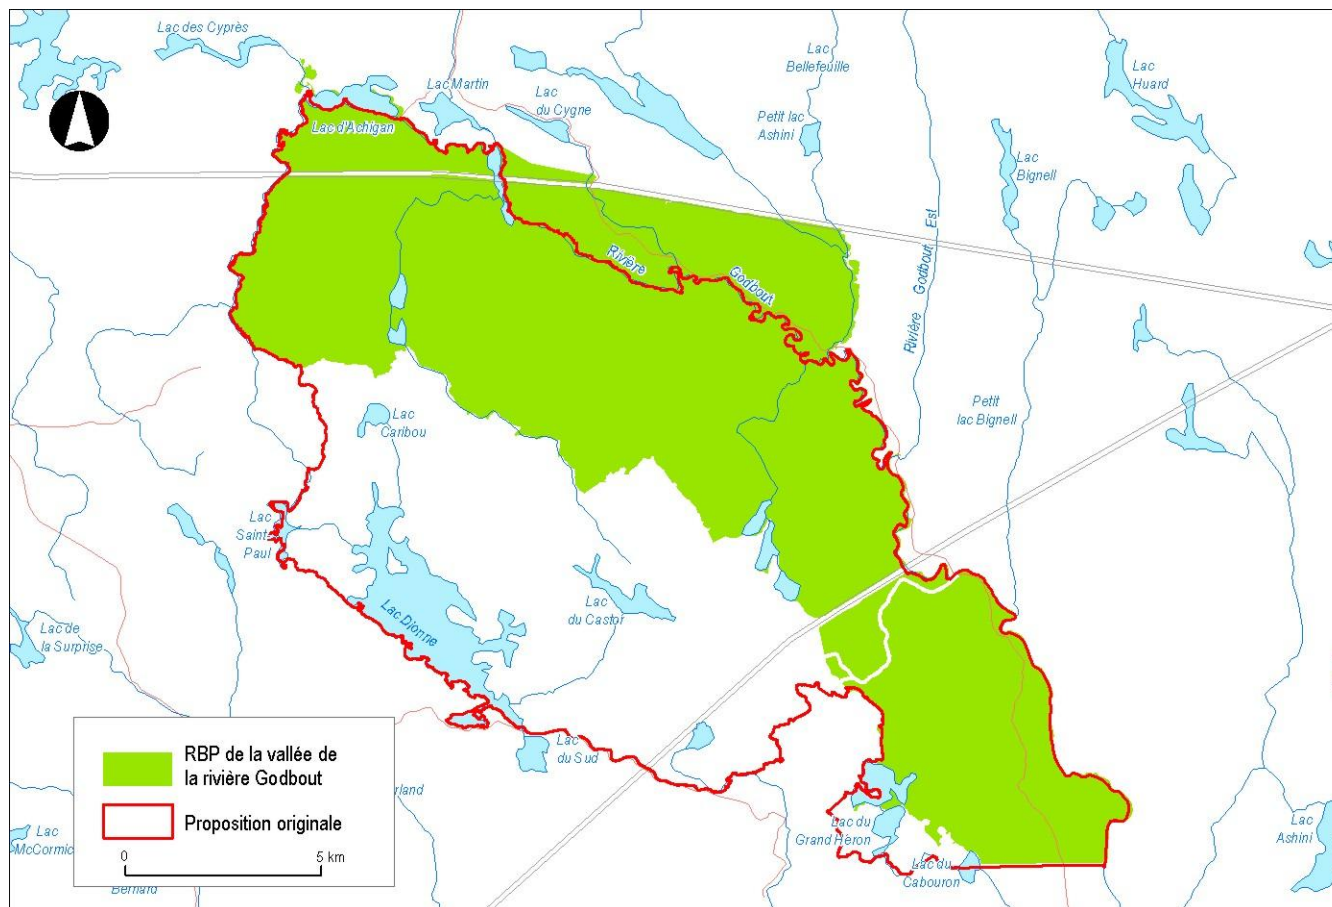 Lac des Cyprès
Lac Martin
Lac
du Cygne
Lac
Bellefeuille
Petit lac
Ashini
Lac
Huard
Lac
Bignell
Lac d'Achigan
Rivière
Godbout
Rivière Godbout Est
Petit
lac Bignell
Lac
Caribou
Lac
Saint-
Paul
Lac Dionne
Lac
du Castor
Lac de
la Surprise
Lac
du Sud
Lac du
Grand Héron
Lac du
Cabouron
Lac
Ashini
RBP de la vallée de
la rivière Godbout
Proposition originale
0 5 km
Lac
McCormic
Bernard
erland